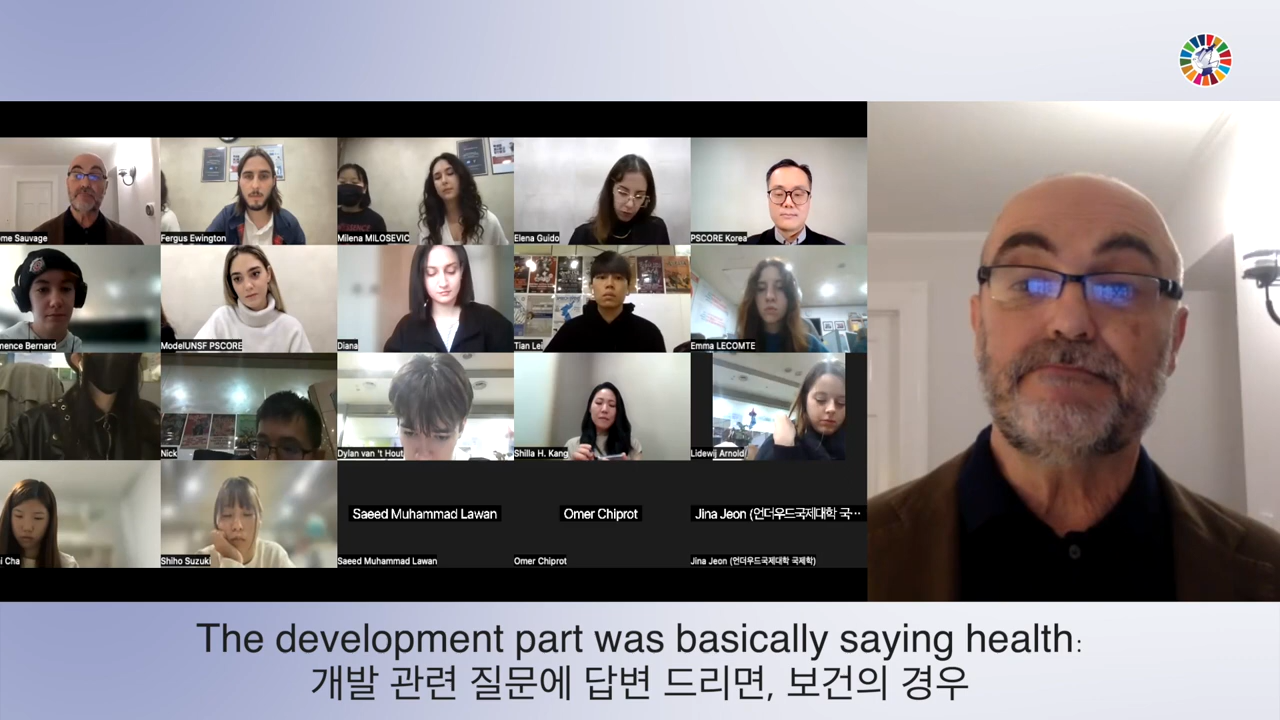 ome Sauvage
Fergus Ewington
Milena MILOSEVIC
Elena Guido
PSCORE Korea
mence Bernard
ModelUNSF PSCORE
Diana
Tian Lei
Emma LECOMTE
Nick
Dylan van 't Hout
Shilla H. Kang
Lidewij Arnold
Saeed Muhammad Lawan
Omer Chiprot
Jina Jeon (언더우드국제대학 국…
i Cha
Shiho Suzuki
Saeed Muhammad Lawan
Omer Chiprot
Jina Jeon (언더우드국제대학 국제학)
The development part was basically saying health:
개발 관련 질문에 답변 드리면, 보건의 경우